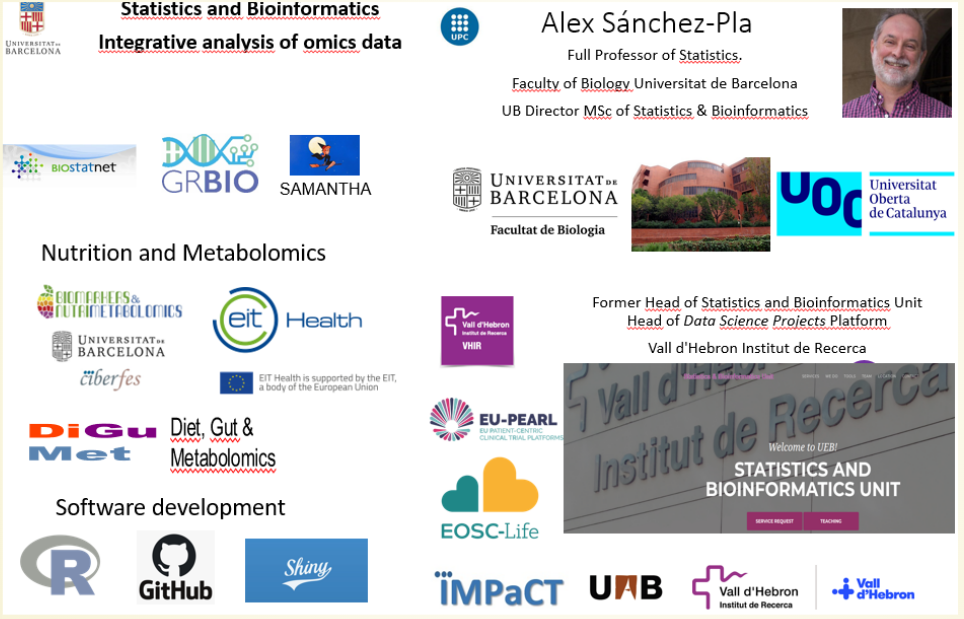 UNIVERSITAT DE
BARCELONA
Statistics and Bioinformatics
Integrative analysis of omics data
BIOSTATNET
GRBIO
SAMANTHA
Nutrition and Metabolomics
BIOMARKERS &
NUTRIMETABOLOMICS
UNIVERSITAT DE
BARCELONA
ciberfes
eit Health
EIT Health is supported by the EIT,
a body of the European Union
DiGu
Met
Diet, Gut &
Metabolomics
Software development
R
GitHub
Shiny
UPC
Alex Sánchez-Pla
Full Professor of Statistics.
Faculty of Biology Universitat de Barcelona
UB Director MSc of Statistics & Bioinformatics
UNIVERSITAT DE
BARCELONA
Facultat de Biologia
UOC
Universitat
Oberta
de Catalunya
Vall d'Hebron
Institut de Recerca
VHIR
Former Head of Statistics and Bioinformatics Unit
Head of Data Science Projects Platform
Vall d'Hebron Institut de Recerca
EU-PEARL
EU PATIENT-CENTRIC
CLINICAL TRIAL PLATFORMS
EOSC-Life
Vall d'Hebron
Institut de Recerca
Welcome to UEB!
STATISTICS AND
BIOINFORMATICS UNIT
SERVICE REQUEST
TEACHING
IMPaCT
UAB
Vall d'Hebron
Institut de Recerca
Vall
d'Hebron